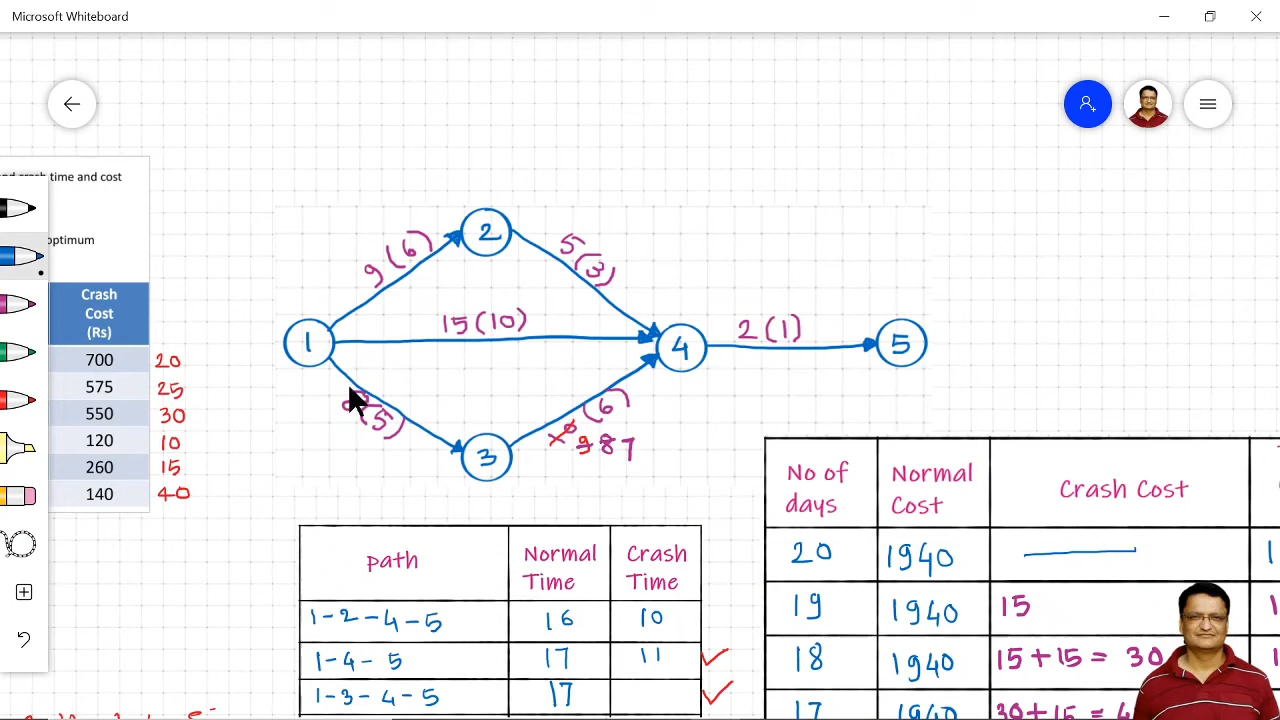 Microsoft Whiteboard
time and cost
optimum
Crash
Cost
(Rs)
700 20
575 25
550 30
120 10
260 15
140 40
1
2
3
4
5
9 (6)
5 (3)
15 (10)
2 (1)
(5)
(6)
9 8 7
path Normal Time Crash Time
1-2-4-5 16 10
1-4-5 17 11
1-3-4-5 17
No of days Normal Cost Crash Cost
20 1940
19 1940 15
18 1940 15+15= 30
17 1940 30+15=